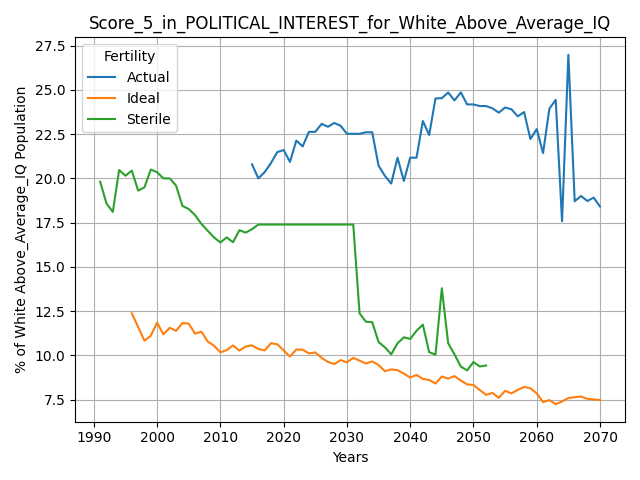 Score_5_in_POLITICAL_INTEREST_for_White_Above_Average_IQ
% of White Above_Average_IQ Population
27.5
25.0
22.5
20.0
17.5
15.0
12.5
10.0
7.5
Fertility
Actual
Ideal
Sterile
1990 2000 2010 2020 2030 2040 2050 2060 2070
Years